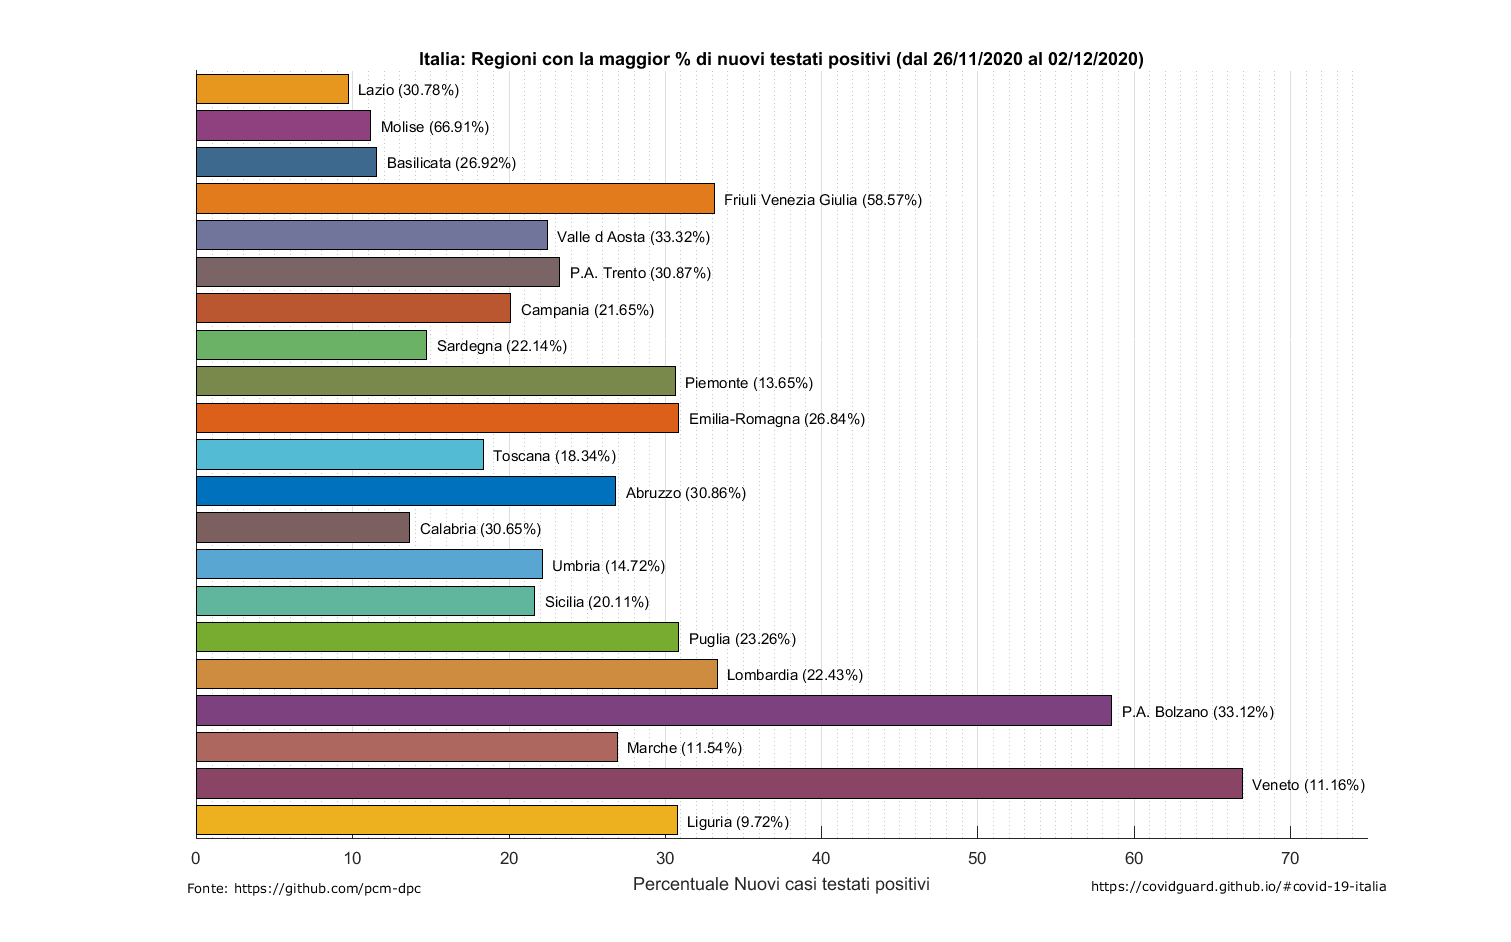 Italia: Regioni con la maggior % di nuovi testati positivi (dal 26/11/2020 al 02/12/2020)
Lazio (30.78%)
Molise (66.91%)
Basilicata (26.92%)
Friuli Venezia Giulia (58.57%)
Valle d Aosta (33.32%)
P.A. Trento (30.87%)
Campania (21.65%)
Sardegna (22.14%)
Piemonte (13.65%)
Emilia-Romagna (26.84%)
Toscana (18.34%)
Abruzzo (30.86%)
Calabria (30.65%)
Umbria (14.72%)
Sicilia (20.11%)
Puglia (23.26%)
Lombardia (22.43%)
P.A. Bolzano (33.12%)
Marche (11.54%)
Veneto (11.16%)
Liguria (9.72%)
0 10 20 30 40 50 60 70
Percentuale Nuovi casi testati positivi
Fonte: https://github.com/pcm-dpc
https://covidguard.github.io/#covid-19-italia